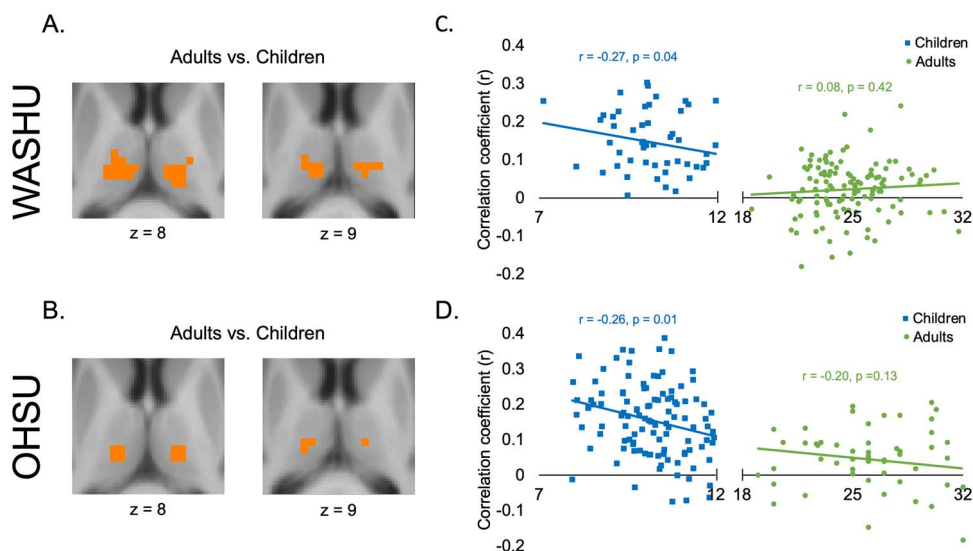 A.
Adults vs. Children
WASHU
z = 8
z = 9
B.
Adults vs. Children
OHSU
z = 8
z = 9
C.
Children
Adults
r = -0.27, p = 0.04
r = 0.08, p = 0.42
Correlation coefficient (r)
0.4
0.3
0.2
0.1
0
-0.1
-0.2
7
12
18
25
32
D.
Children
Adults
r = -0.26, p = 0.01
r = -0.20, p =0.13
Correlation coefficient (r)
0.4
0.3
0.2
0.1
0
-0.1
-0.2
7
12
18
25
32